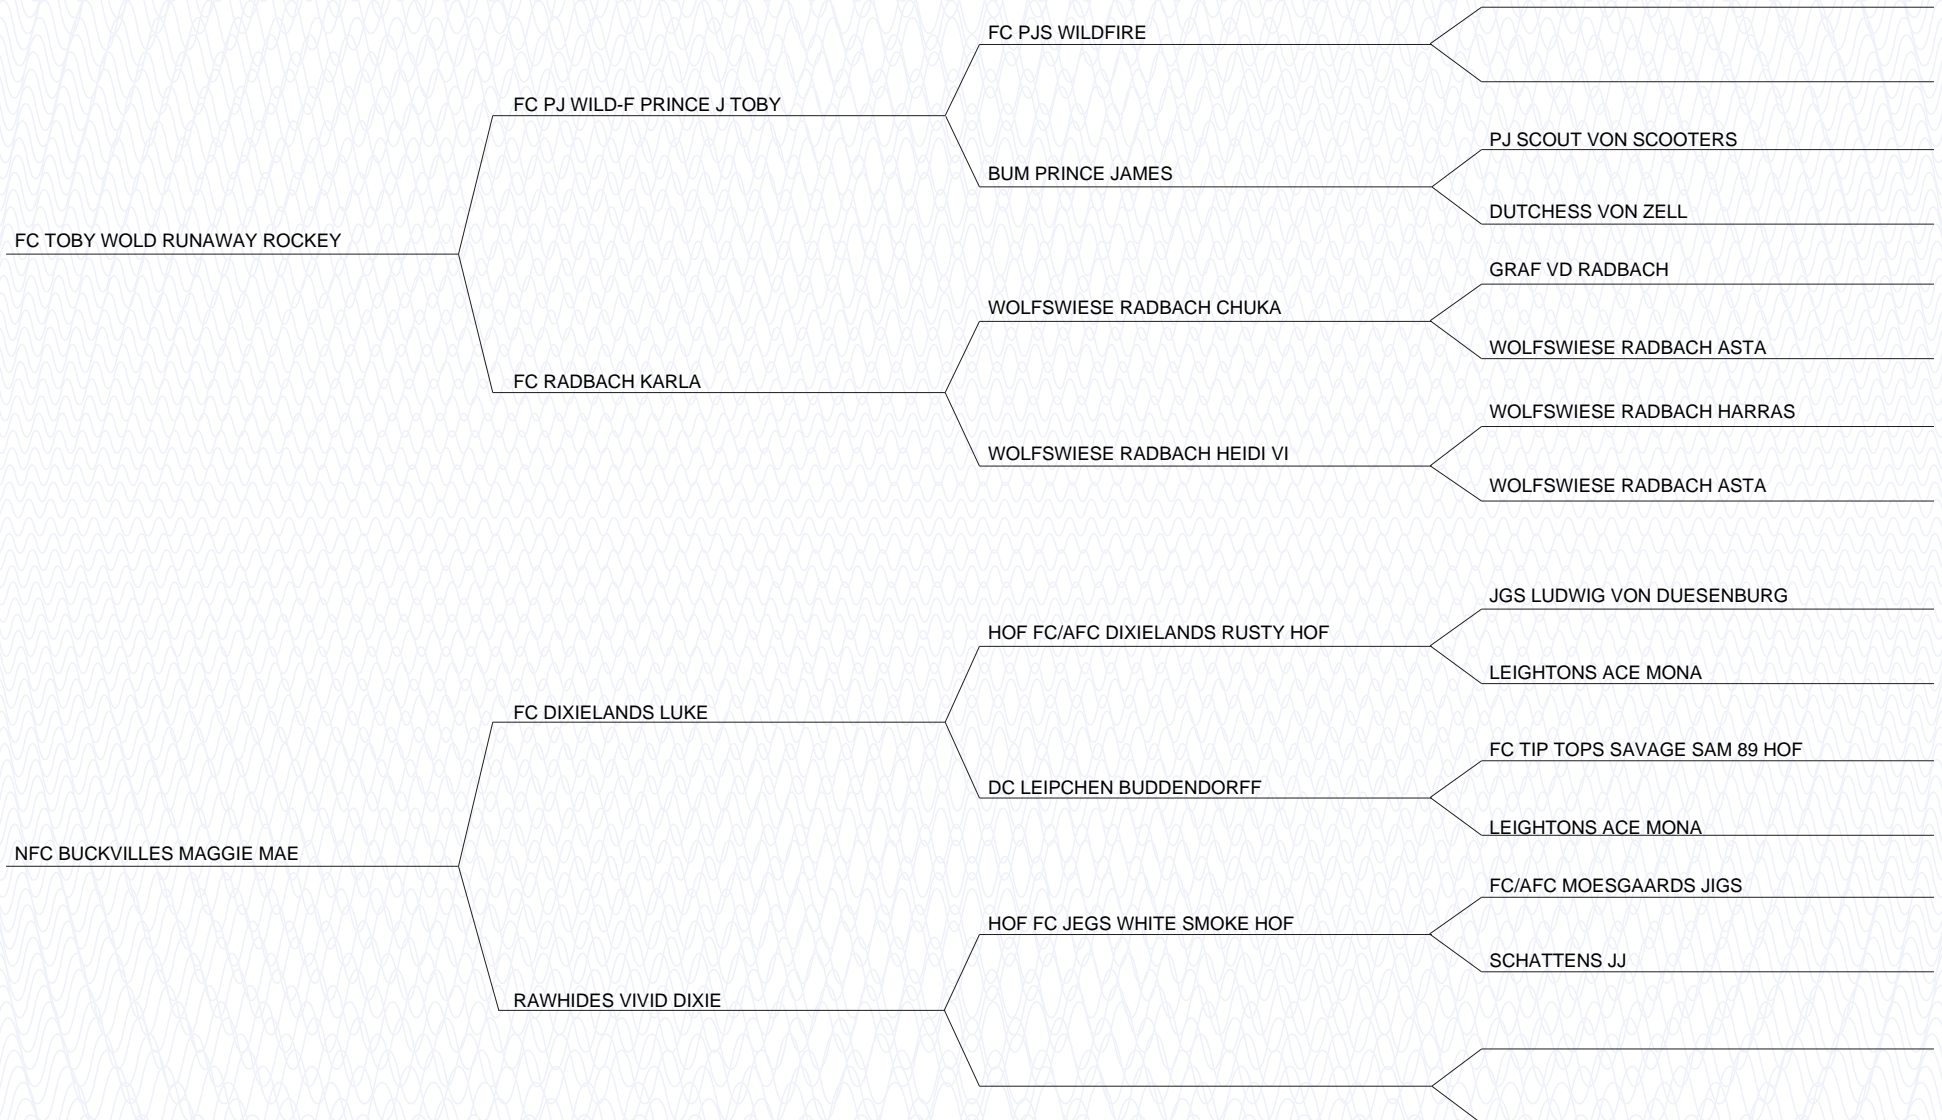 FC PJS WILDFIRE
FC PJ WILD-F PRINCE J TOBY
PJ SCOUT VON SCOOTERS
BUM PRINCE JAMES
DUTCHESS VON ZELL
FC TOBY WOLD RUNAWAY ROCKEY
GRAF VD RADBACH
WOLFSWIESE RADBACH CHUKA
WOLFSWIESE RADBACH ASTA
FC RADBACH KARLA
WOLFSWIESE RADBACH HARRAS
WOLFSWIESE RADBACH HEIDI VI
WOLFSWIESE RADBACH ASTA
JGS LUDWIG VON DUESENBURG
HOF FC/AFC DIXIELANDS RUSTY HOF
LEIGHTONS ACE MONA
FC DIXIELANDS LUKE
FC TIP TOPS SAVAGE SAM 89 HOF
DC LEIPCHEN BUDDENDORFF
LEIGHTONS ACE MONA
NFC BUCKVILLES MAGGIE MAE
FC/AFC MOESGAARDS JIGS
HOF FC JEGS WHITE SMOKE HOF
SCHATTENS JJ
RAWHIDES VIVID DIXIE